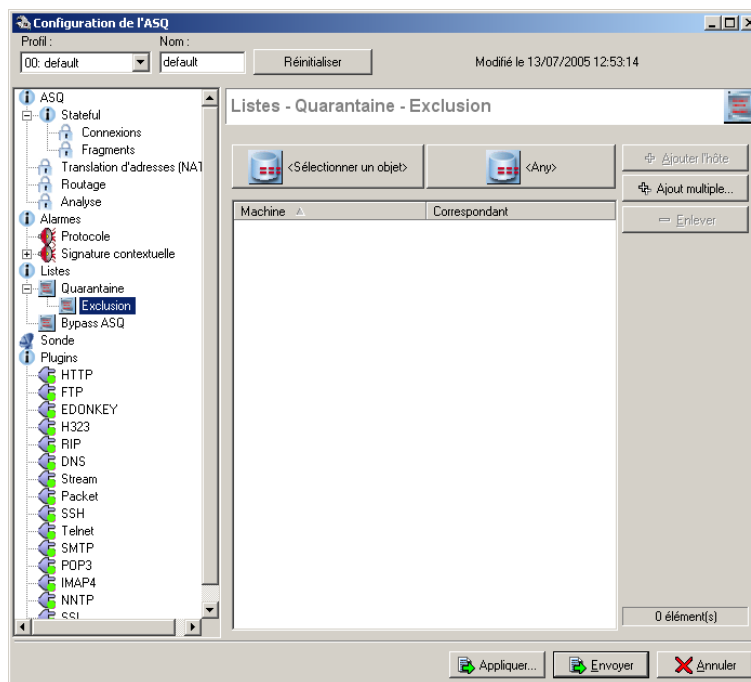 Configuration de l'ASQ
Profil :
Nom :
00: default
default
Réinitialiser
Modifié le 13/07/2005 12:53:14
ASQ
Stateful
Connexions
Fragments
Translation d'adresses (NAT
Routage
Analyse
Alarmes
Protocole
Signature contextuelle
Listes
Quarantaine
Exclusion
Bypass ASQ
Sonde
Plugins
HTTP
FTP
EDONKEY
H323
RIP
DNS
Stream
Packet
SSH
Telnet
SMTP
POP3
IMAP4
NNTP
SSL
Listes - Quarantaine - Exclusion
<Sélectionner un objet>
<Any>
Ajouter l'hôte
Ajout multiple...
Enlever
Machine
Correspondant
0 élément(s)
Appliquer...
Envoyer
Annuler